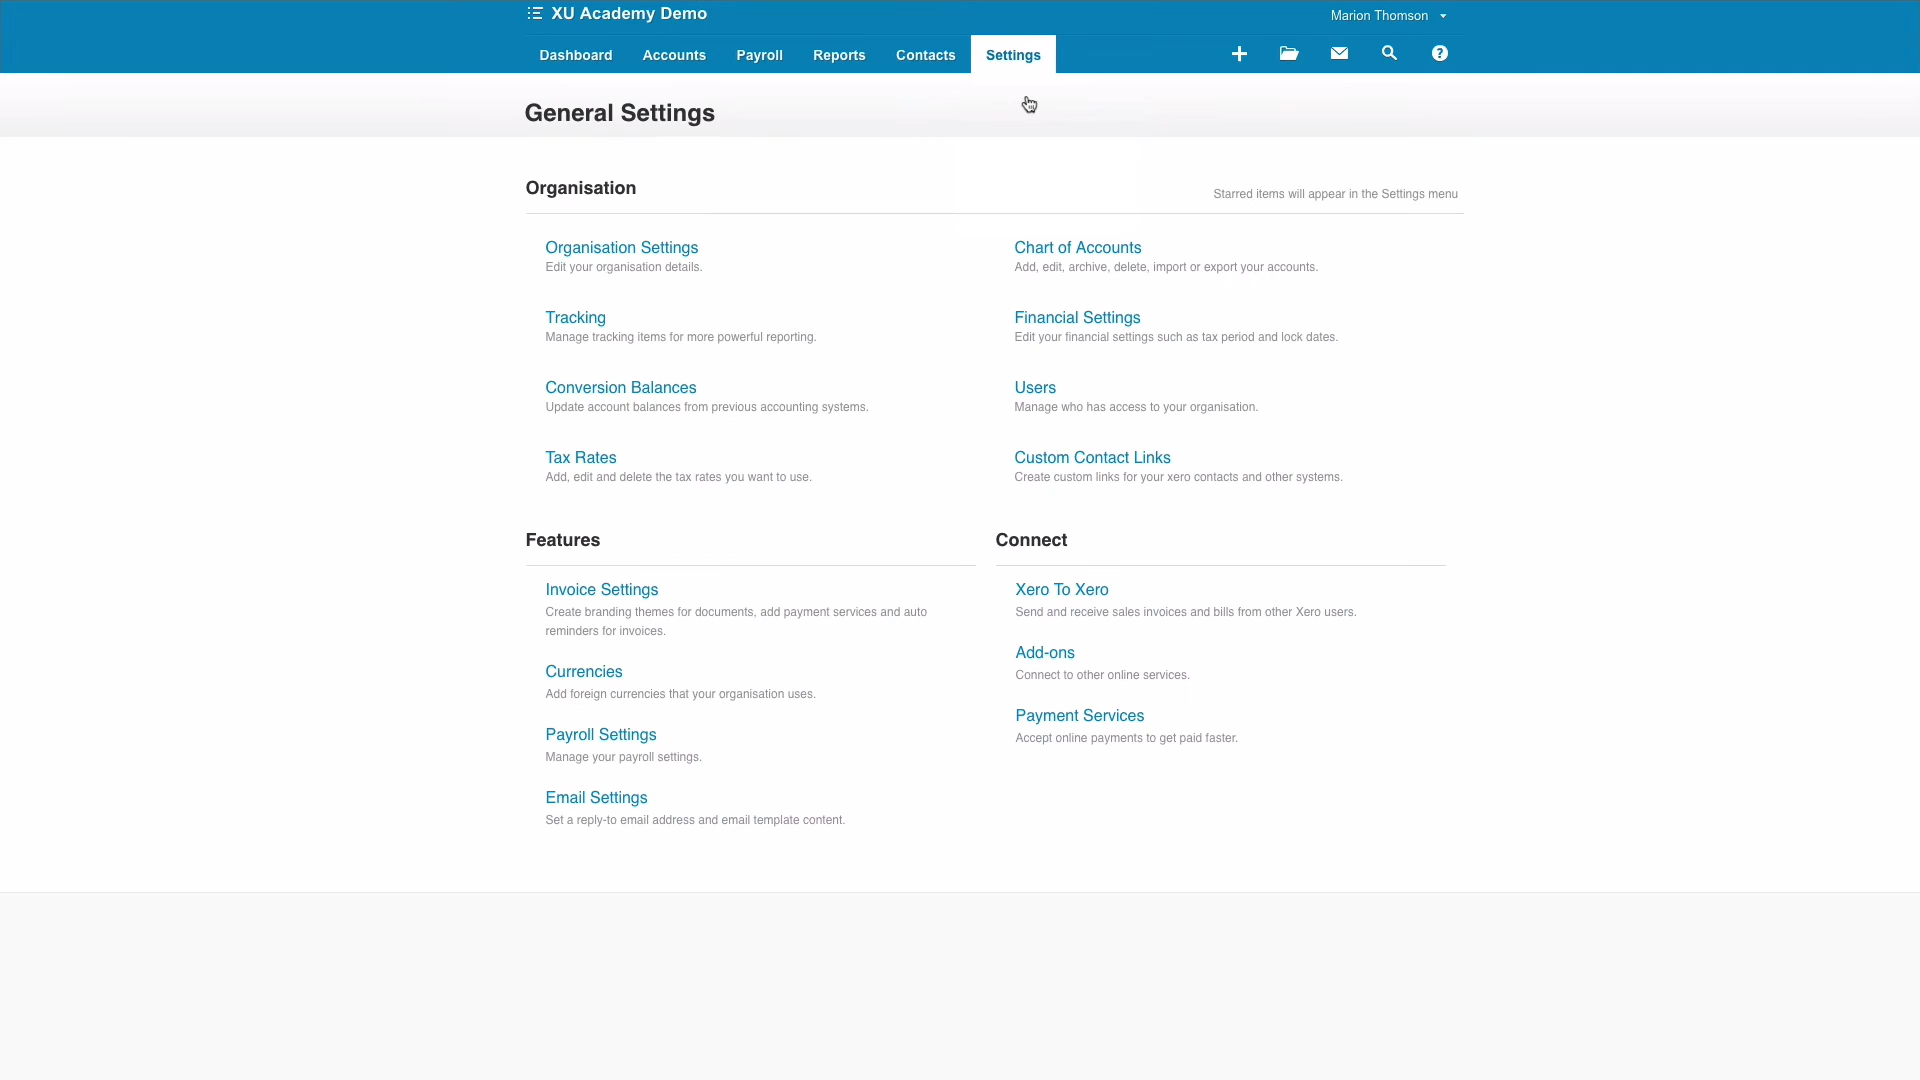 XU Academy Demo
Marion Thomson
Dashboard Accounts Payroll Reports Contacts Settings
General Settings
Organisation
Starred items will appear in the Settings menu
Organisation Settings
Edit your organisation details.
Chart of Accounts
Add, edit, archive, delete, import or export your accounts.
Tracking
Manage tracking items for more powerful reporting.
Financial Settings
Edit your financial settings such as tax period and lock dates.
Conversion Balances
Update account balances from previous accounting systems.
Users
Manage who has access to your organisation.
Tax Rates
Add, edit and delete the tax rates you want to use.
Custom Contact Links
Create custom links for your xero contacts and other systems.
Features
Invoice Settings
Create branding themes for documents, add payment services and auto
reminders for invoices.
Currencies
Add foreign currencies that your organisation uses.
Payroll Settings
Manage your payroll settings.
Email Settings
Set a reply-to email address and email template content.
Connect
Xero To Xero
Send and receive sales invoices and bills from other Xero users.
Add-ons
Connect to other online services.
Payment Services
Accept online payments to get paid faster.